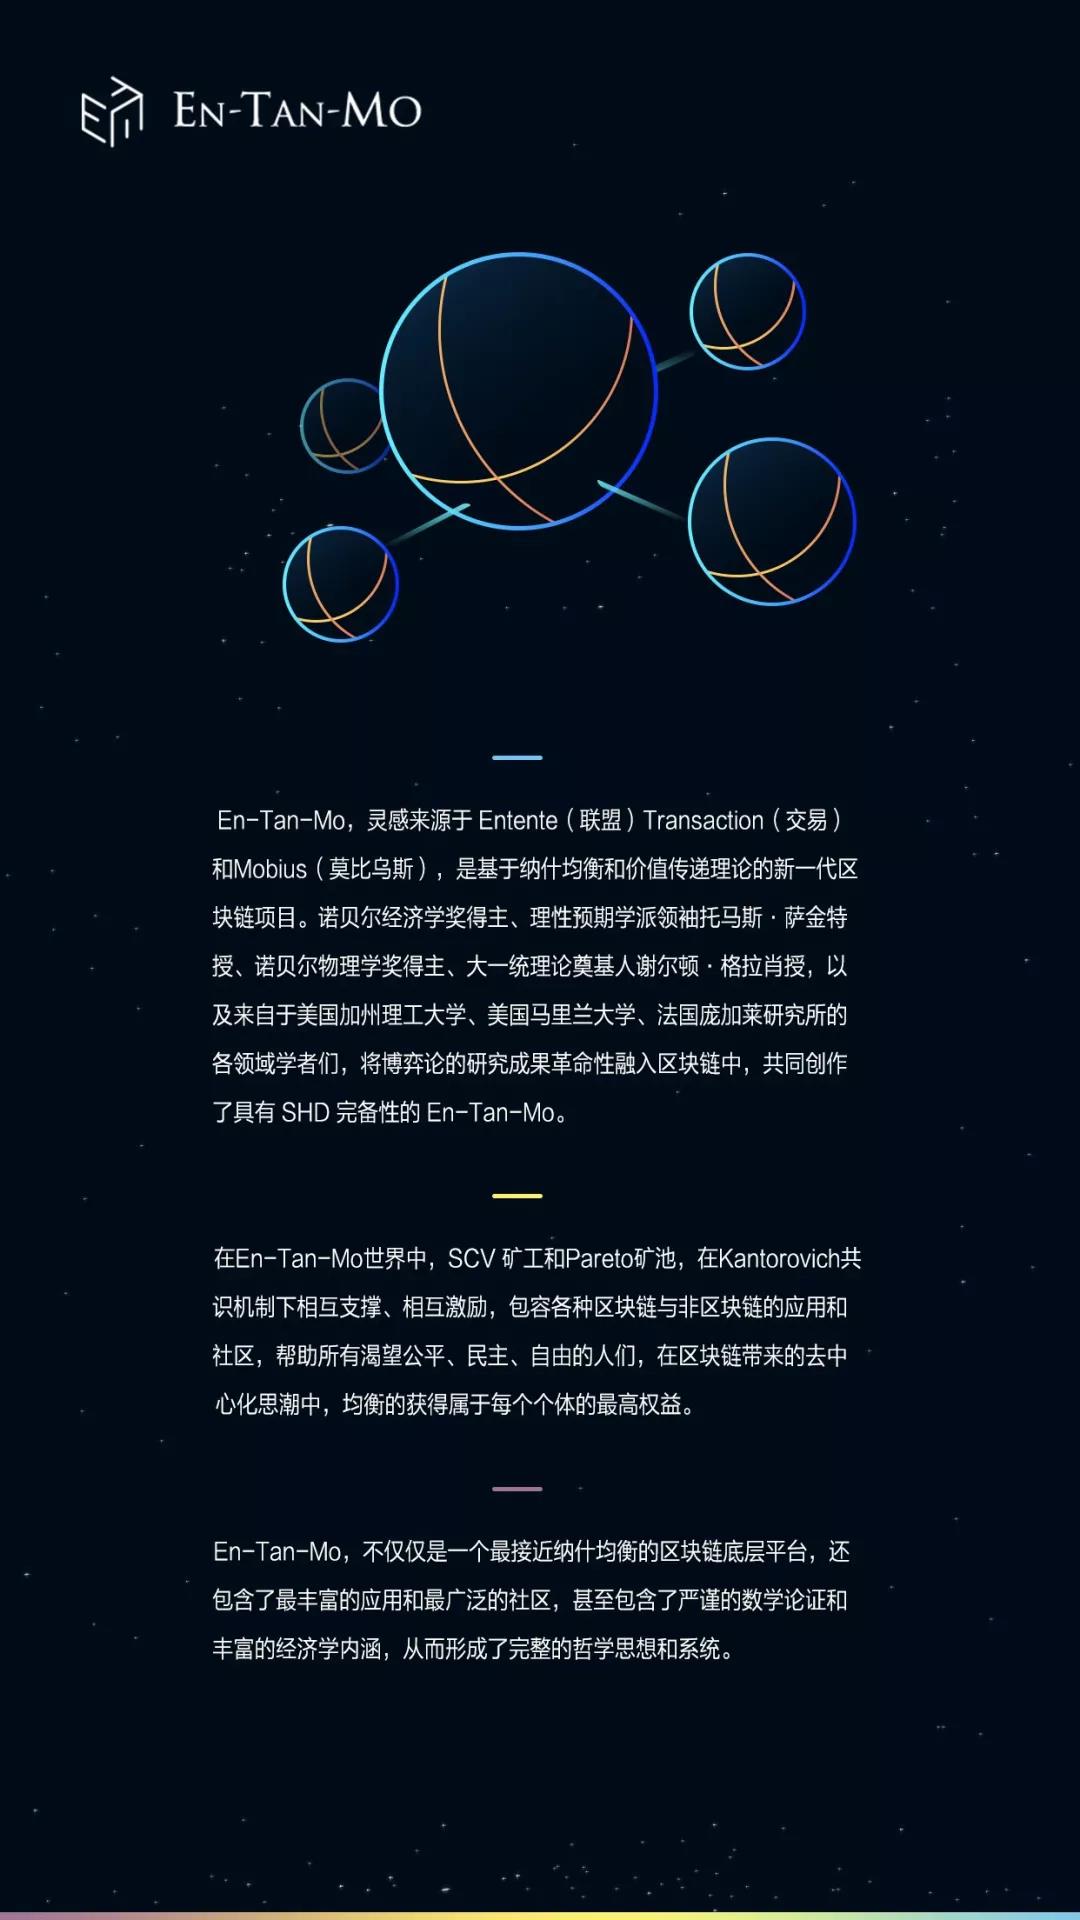 EN-TAN-MO
En-Tan-Mo，灵感来源于 Entente（联盟）Transaction（交易）
和Mobius（莫比乌斯），是基于纳什均衡和价值传递理论的新一代区
块链项目。诺贝尔经济学奖得主、理性预期学派领袖托马斯·萨金特
授、诺贝尔物理学奖得主、大一统理论奠基人谢尔顿·格拉肖授，以
及来自于美国加州理工大学、美国马里兰大学、法国庞加莱研究所的
各领域学者们，将博弈论的研究成果革命性融入区块链中，共同创作
了具有 SHD 完备性的 En-Tan-Mo。
在En-Tan-Mo世界中，SCV 矿工和Pareto矿池，在Kantorovich共
识机制下相互支撑、相互激励，包容各种区块链与非区块链的应用和
社区，帮助所有渴望公平、民主、自由的人们，在区块链带来的去中
心化思潮中，均衡的获得属于每个个体的最高权益。
En-Tan-Mo，不仅仅是一个最接近纳什均衡的区块链底层平台，还
包含了最丰富的应用和最广泛的社区，甚至包含了严谨的数学论证和
丰富的经济学内涵，从而形成了完整的哲学思想和系统。